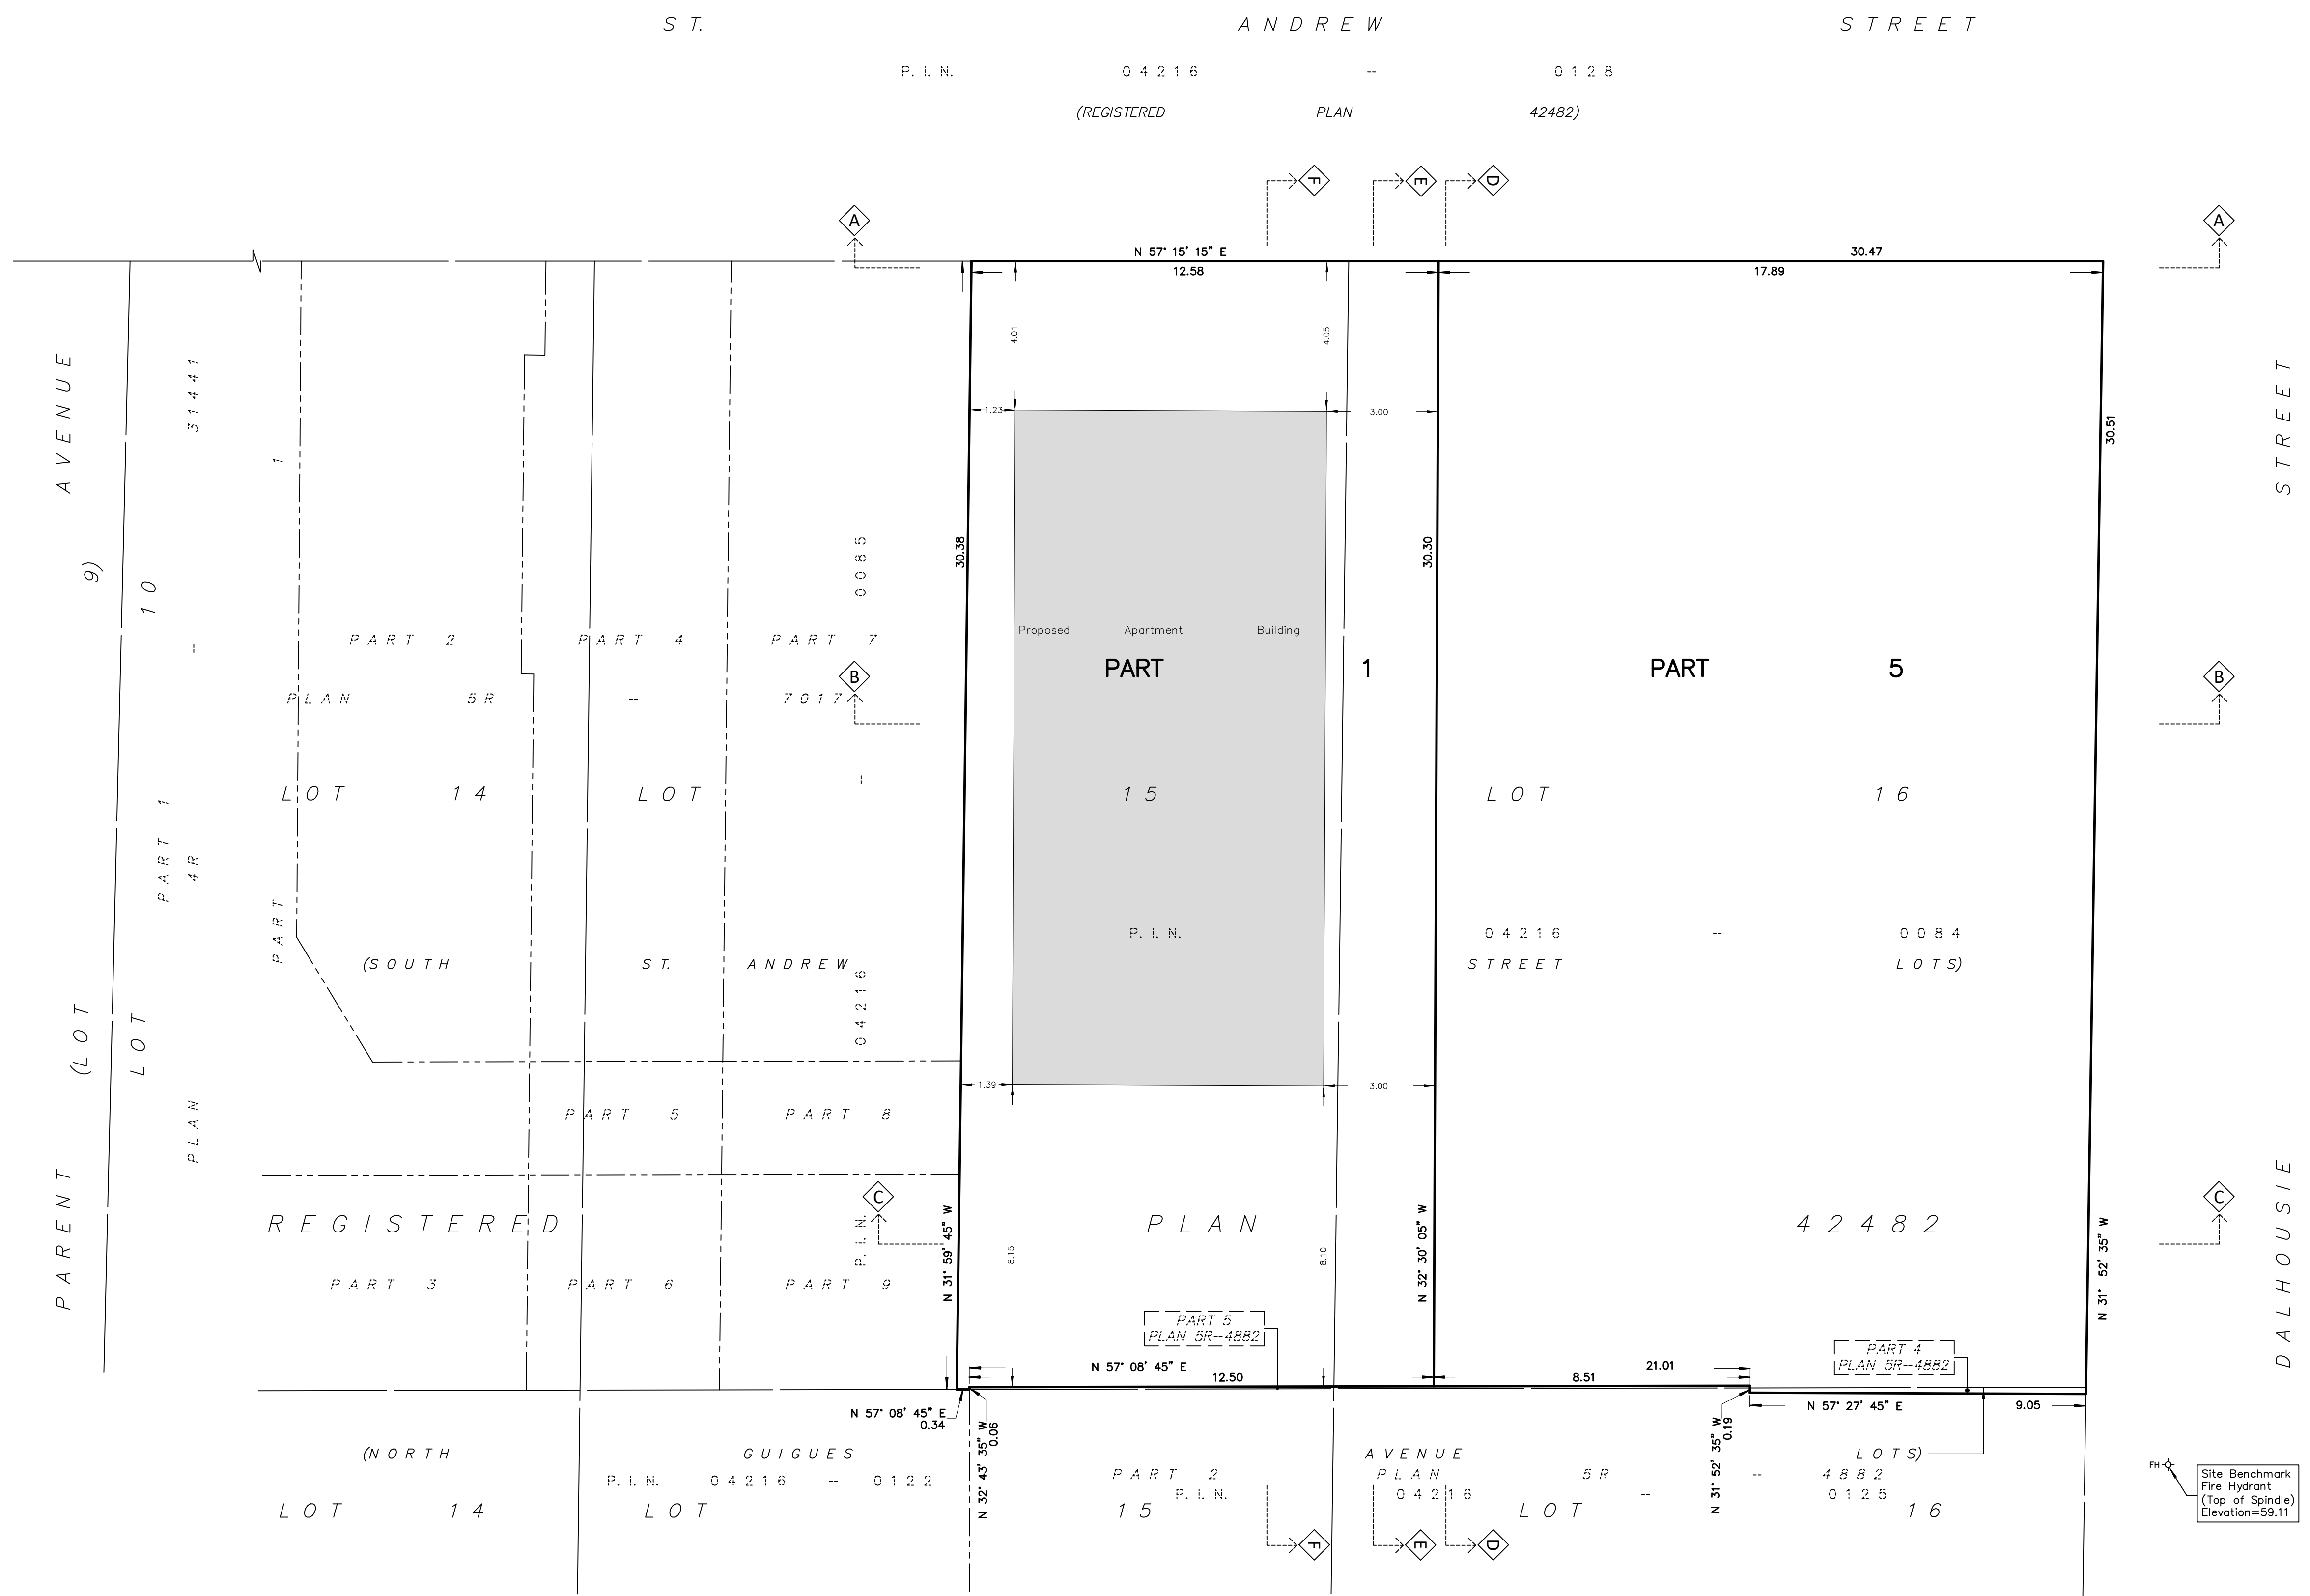 ST. ANDREW STREET
P. I. N. 04216 -- 0128
(REGISTERED PLAN 42482)
F E D
A A
N 57° 15' 15" E 30.47
12.58 17.89
AVENUE
31441
STREET
4.01 4.05
1.23 3.00
30.51
1
9)
10
0085
30.38
30.30
--
Proposed Apartment Building
PART 2 PART 4 PART 7
PART 1 PART 5
B B
PLAN 5R -- 7017
--
LOT 14 LOT 15 LOT 16
PART 1
4R
PART
P. I. N. 04216 -- 0084
(SOUTH ST. ANDREW STREET LOTS)
04216
(LOT
LOT
1.39 3.00
PLAN
PART 5 PART 8
PARENT
DALHOUSIE
C C
REGISTERED PLAN 42482
P. I. N.
N 31° 59' 45" W
N 32° 30' 05" W
N 31° 52' 35" W
8.15 8.10
PART 3 PART 6 PART 9
PART 5
PLAN 5R--4882
PART 4
PLAN 5R--4882
N 57° 08' 45" E 21.01
12.50 8.51
N 57° 27' 45" E 9.05
N 57° 08' 45" E
0.34
N 32° 43' 35" W
0.06
N 31° 52' 35" W
0.19
(NORTH GUIGUES AVENUE LOTS)
P. I. N. 04216 -- 0122
PART 2 PLAN 5R -- 4882
P. I. N. 04216 -- 0125
LOT 14 LOT 15 LOT 16
FH
Site Benchmark
Fire Hydrant
(Top of Spindle)
Elevation=59.11
F E D